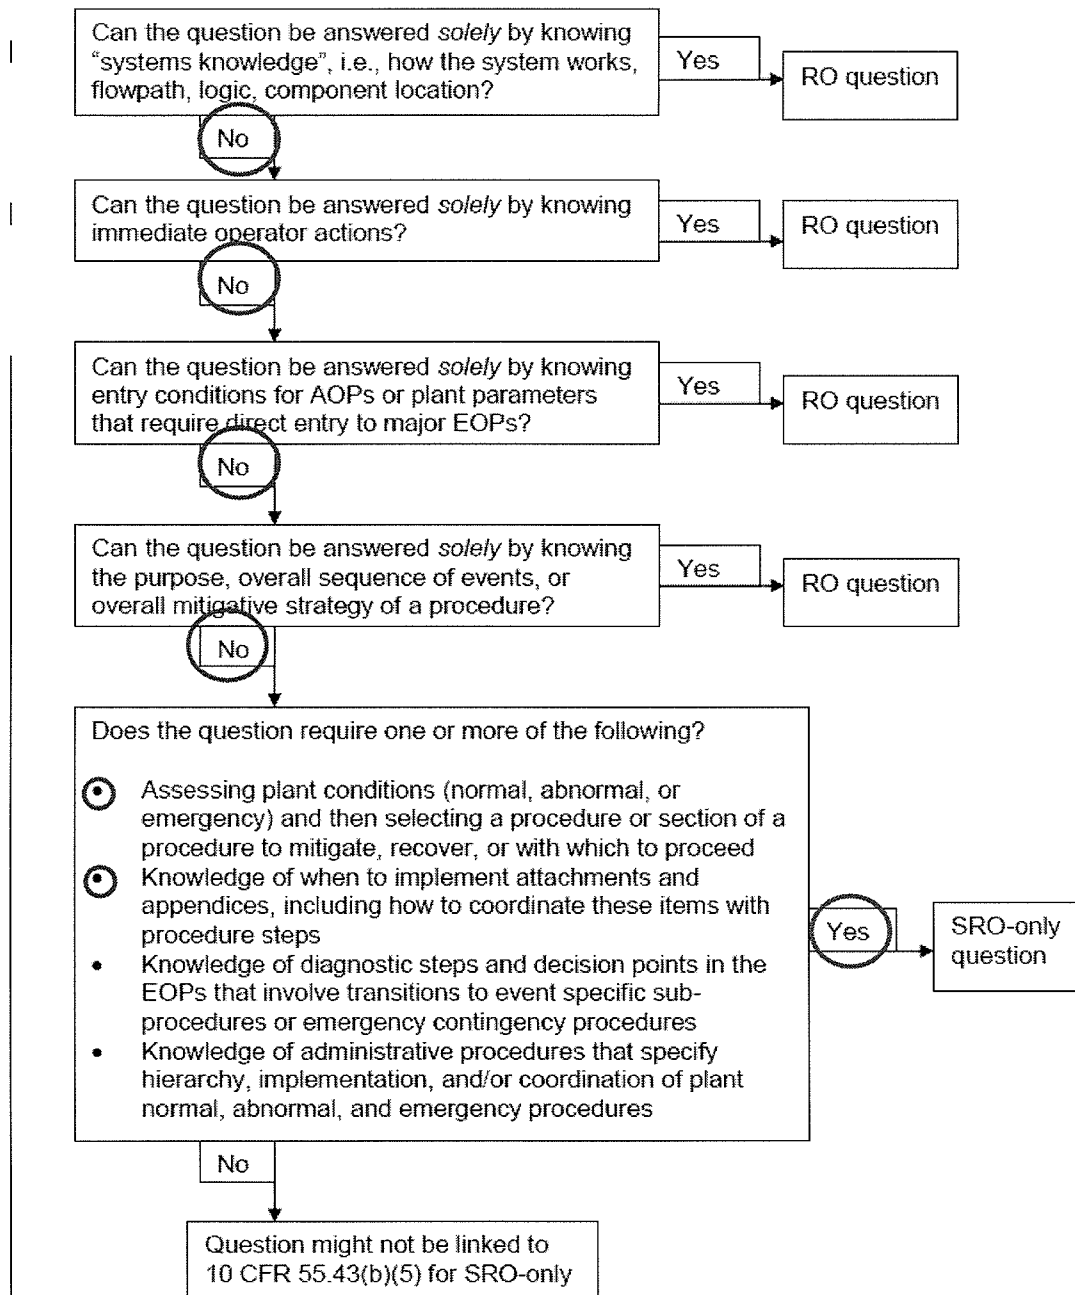 Can the question be answered solely by knowing
"systems knowledge", i.e., how the system works,
flowpath, logic, component location?
Yes
RO question
No
Can the question be answered solely by knowing
immediate operator actions?
Yes
RO question
No
Can the question be answered solely by knowing
entry conditions for AOPs or plant parameters
that require direct entry to major EOPs?
Yes
RO question
No
Can the question be answered solely by knowing
the purpose, overall sequence of events, or
overall mitigative strategy of a procedure?
Yes
RO question
No
Does the question require one or more of the following?
• Assessing plant conditions (normal, abnormal, or
emergency) and then selecting a procedure or section of a
procedure to mitigate, recover, or with which to proceed
• Knowledge of when to implement attachments and
appendices, including how to coordinate these items with
procedure steps
• Knowledge of diagnostic steps and decision points in the
EOPs that involve transitions to event specific sub-
procedures or emergency contingency procedures
• Knowledge of administrative procedures that specify
hierarchy, implementation, and/or coordination of plant
normal, abnormal, and emergency procedures
Yes
SRO-only
question
No
Question might not be linked to
10 CFR 55.43(b)(5) for SRO-only